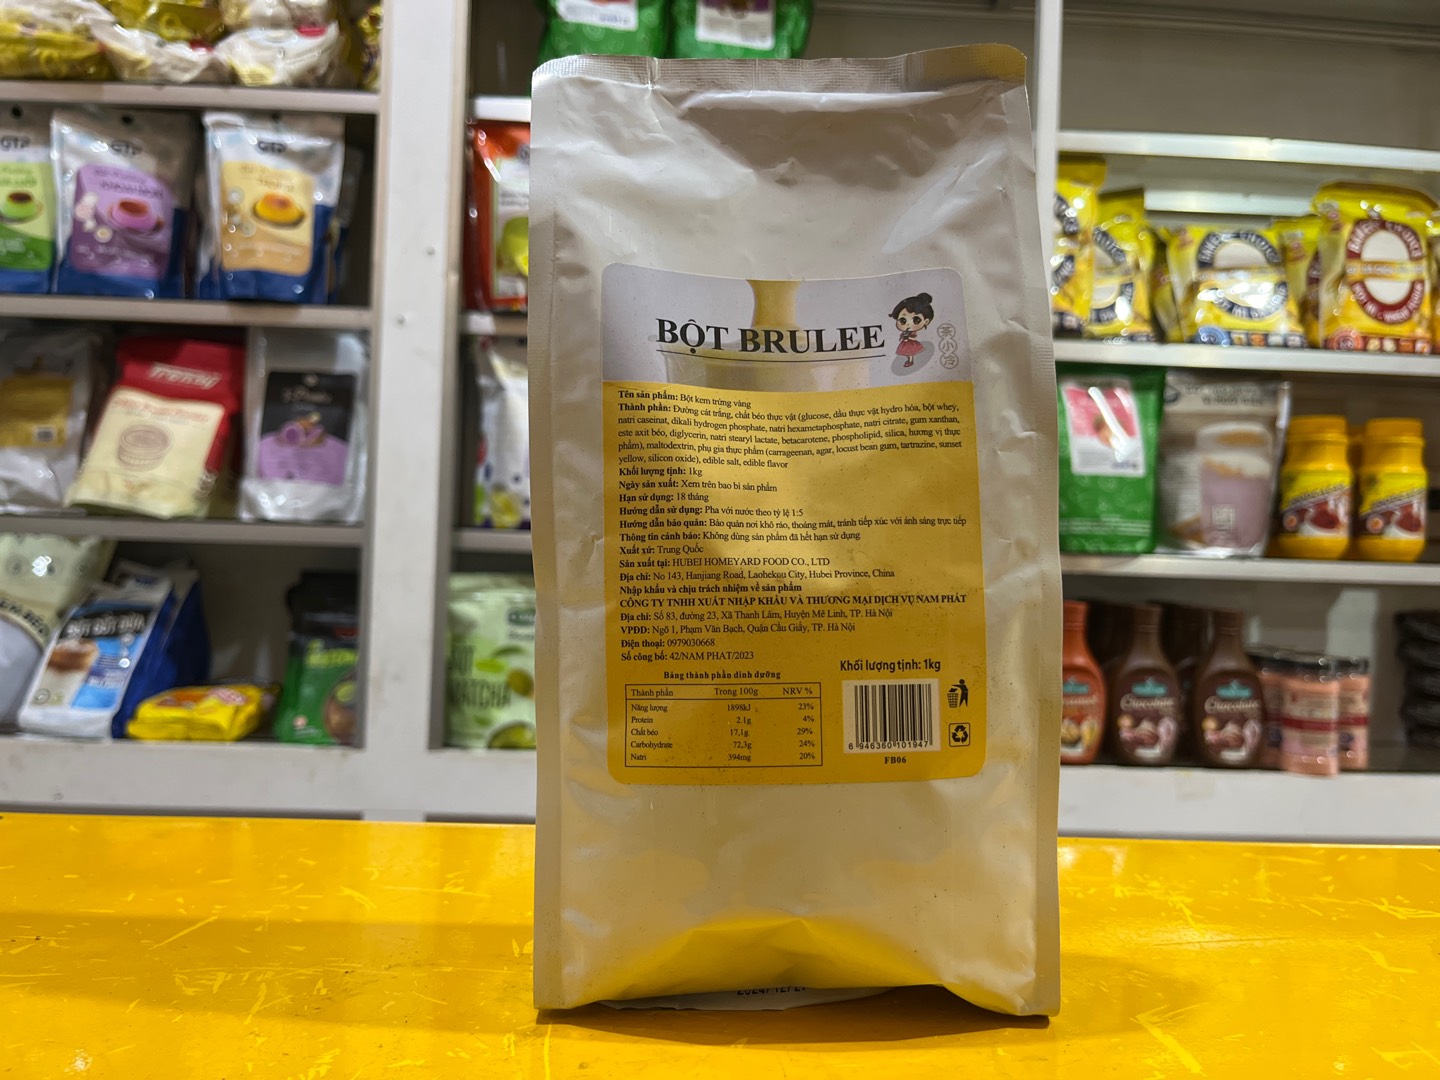 GTP
GTP
GTP
BỘT BRULEE
茶小泠
Tên sản phẩm: Bột kem trứng vàng
Thành phần: Đường cát trắng, chất béo thực vật (glucose, dầu thực vật hydro hóa, bột whey,
natri caseinat, dikali hydrogen phosphate, natri hexametaphosphate, natri citrate, gum xanthan,
este axit béo, diglycerin, natri stearyl lactate, betacarotene, phospholipid, silica, hương vị thực
phẩm), maltodextrin, phụ gia thực phẩm (carrageenan, agar, locust bean gum, tartrazine, sunset
yellow, silicon oxide), edible salt, edible flavor
Khối lượng tịnh: 1kg
Ngày sản xuất: Xem trên bao bì sản phẩm
Hạn sử dụng: 18 tháng
Hướng dẫn sử dụng: Pha với nước theo tỷ lệ 1:5
Hướng dẫn bảo quản: Bảo quản nơi khô ráo, thoáng mát, tránh tiếp xúc với ánh sáng trực tiếp
Thông tin cảnh báo: Không dùng sản phẩm đã hết hạn sử dụng
Xuất xứ: Trung Quốc
Sản xuất tại: HUBEI HOMEYARD FOOD CO., LTD
Địa chỉ: No 143, Hanjiang Road, Laohekou City, Hubei Province, China
Nhập khẩu và chịu trách nhiệm về sản phẩm
CÔNG TY TNHH XUẤT NHẬP KHẨU VÀ THƯƠNG MẠI DỊCH VỤ NAM PHÁT
Địa chỉ: Số 83, đường 23, Xã Thanh Lâm, Huyện Mê Linh, TP. Hà Nội
VPĐD: Ngõ 1, Phạm Văn Bạch, Quận Cầu Giấy, TP. Hà Nội
Điện thoại: 0979030668
Số công bố: 42/NAM PHAT/2023
Bảng thành phần dinh dưỡng
Thành phần Trong 100g NRV %
Năng lượng 1898kJ 23%
Protein 2.1g 4%
Chất béo 17,1g 29%
Carbohydrate 72,3g 24%
Natri 394mg 20%
Khối lượng tịnh: 1kg
6 946360 101947
FB06
MATCHA
Chocolate
Chocolate